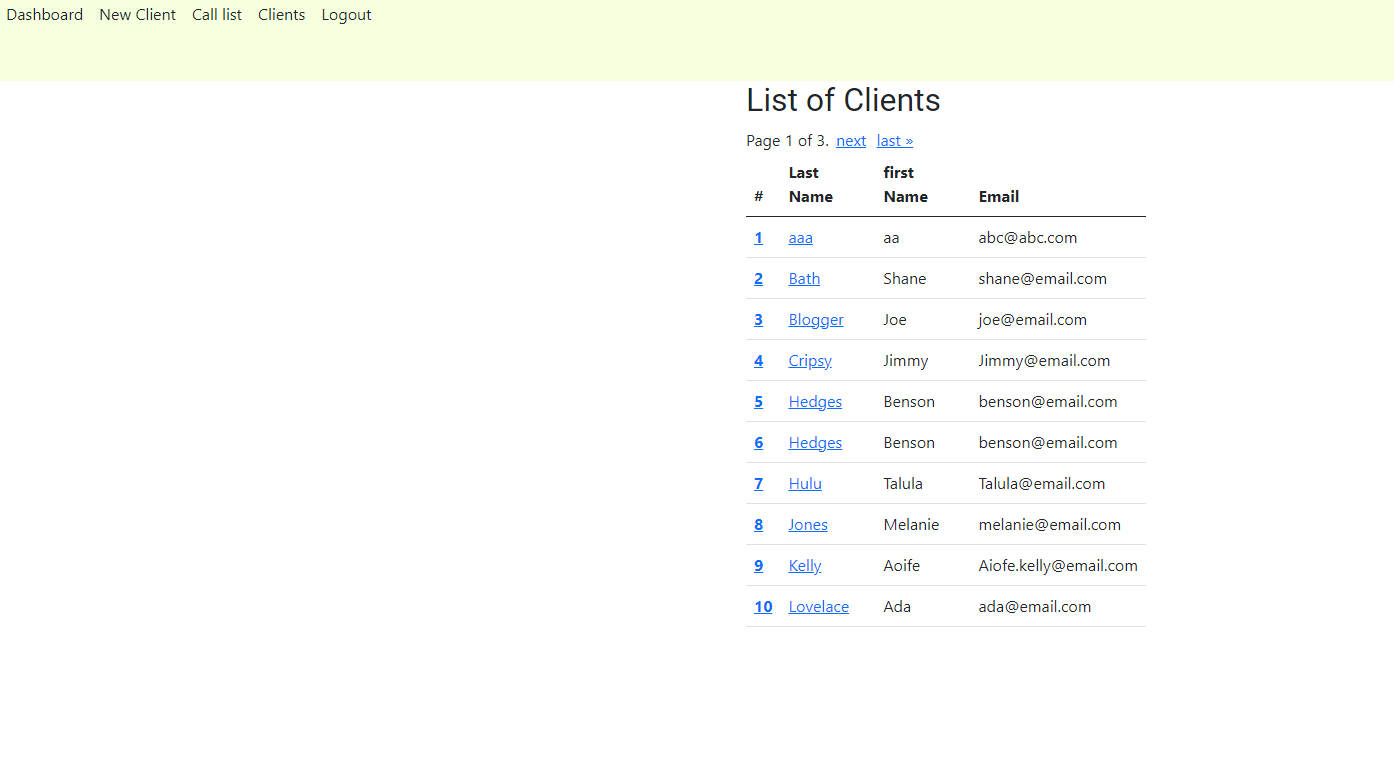 Dashboard New Client Call list Clients Logout
List of Clients
Page 1 of 3. next last »
# Last Name first Name Email
1 aaa aa abc@abc.com
2 Bath Shane shane@email.com
3 Blogger Joe joe@email.com
4 Cripsy Jimmy Jimmy@email.com
5 Hedges Benson benson@email.com
6 Hedges Benson benson@email.com
7 Hulu Talula Talula@email.com
8 Jones Melanie melanie@email.com
9 Kelly Aoife Aiofe.kelly@email.com
10 Lovelace Ada ada@email.com